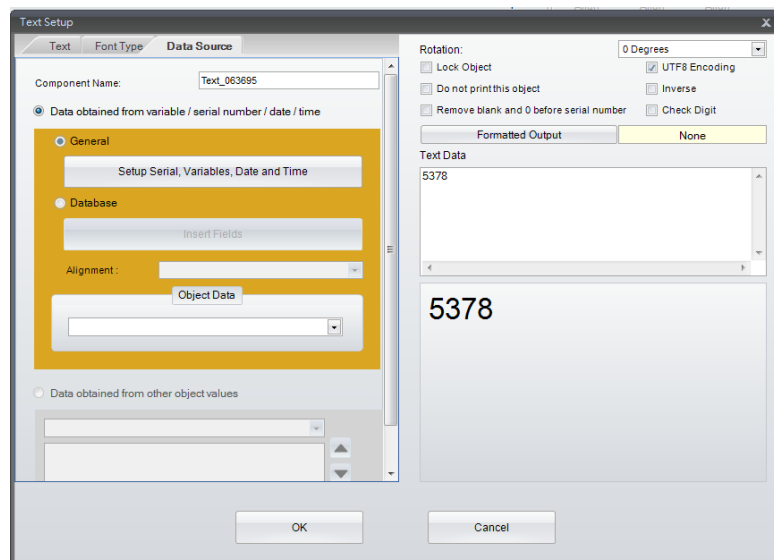 Text Setup
X
Text
Font Type
Data Source
Component Name:
Text_063695
Data obtained from variable / serial number / date / time
General
Setup Serial, Variables, Date and Time
Database
Insert Fields
Alignment :
Object Data
Data obtained from other object values
Rotation:
0 Degrees
Lock Object
UTF8 Encoding
Do not print this object
Inverse
Remove blank and 0 before serial number
Check Digit
Formatted Output
None
Text Data
5378
5378
OK
Cancel